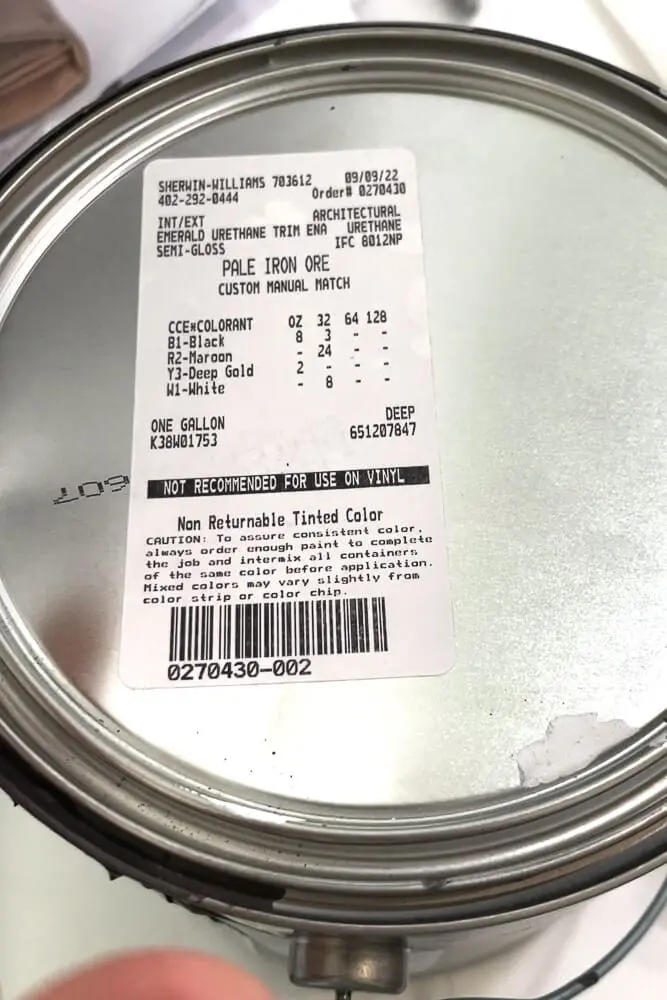 SHERWIN-WILLIAMS 703612 09/09/22
402-292-0444 Order# 0270430
INT/EXT ARCHITECTURAL
EMERALD URETHANE TRIM ENA URETHANE
SEMI-GLOSS IFC 8012NP
PALE IRON ORE
CUSTOM MANUAL MATCH
CCE*COLORANT OZ 32 64 128
B1-Black 8 3 - -
R2-Maroon - 24 - -
Y3-Deep Gold 2 - - -
W1-White - 8 - -
ONE GALLON DEEP
K38W01753 651207847
NOT RECOMMENDED FOR USE ON VINYL
Non Returnable Tinted Color
CAUTION: To assure consistent color,
always order enough paint to complete
the job and intermix all containers
of the same color before application.
Mixed colors may vary slightly from
color strip or color chip.
0270430-002